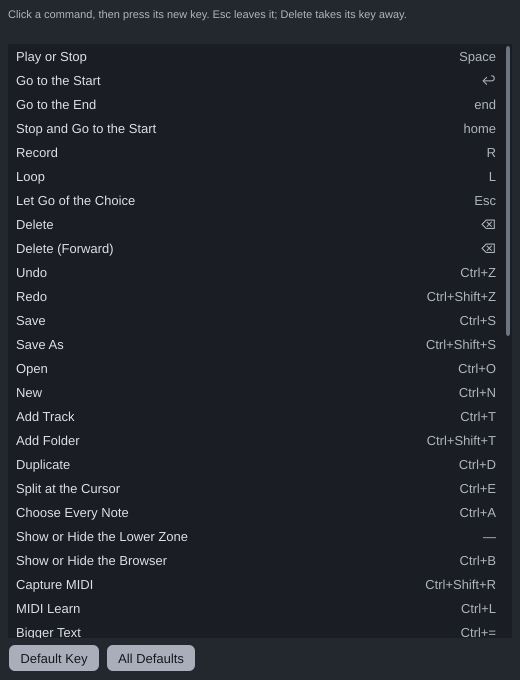 Click a command, then press its new key. Esc leaves it; Delete takes its key away.
Play or Stop Space
Go to the Start ↩
Go to the End end
Stop and Go to the Start home
Record R
Loop L
Let Go of the Choice Esc
Delete ⌫
Delete (Forward) ⌫
Undo Ctrl+Z
Redo Ctrl+Shift+Z
Save Ctrl+S
Save As Ctrl+Shift+S
Open Ctrl+O
New Ctrl+N
Add Track Ctrl+T
Add Folder Ctrl+Shift+T
Duplicate Ctrl+D
Split at the Cursor Ctrl+E
Choose Every Note Ctrl+A
Show or Hide the Lower Zone —
Show or Hide the Browser Ctrl+B
Capture MIDI Ctrl+Shift+R
MIDI Learn Ctrl+L
Bigger Text Ctrl+=
Default Key All Defaults